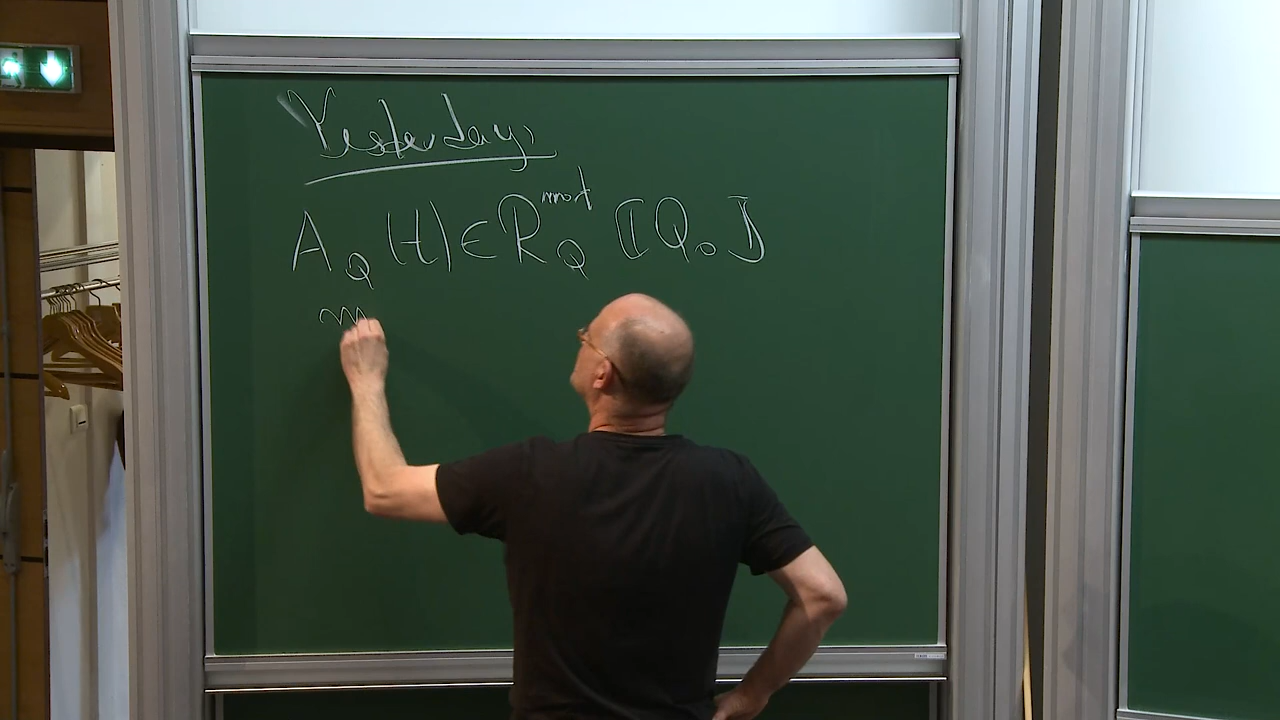 Yesterday,
A_Q (t) ∈ R_Q^{mot} ⟦Q_0⟧
m